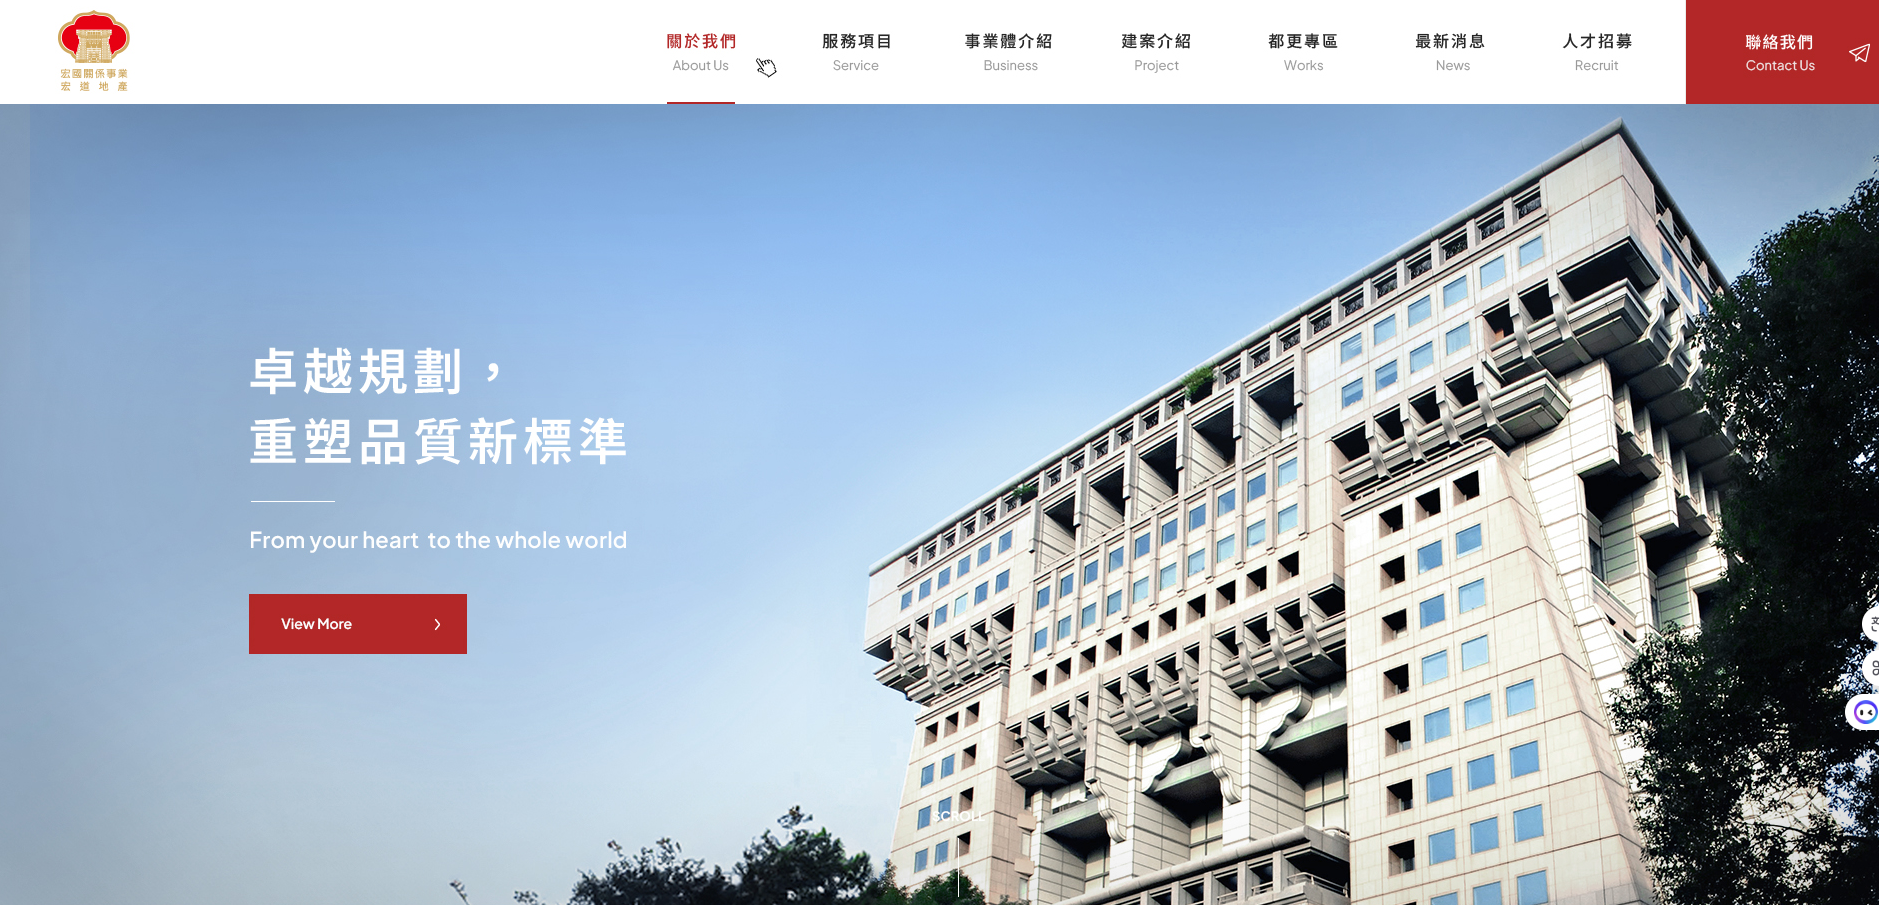 宏國關係事業
宏道地產
關於我們
About Us
服務項目
Service
事業體介紹
Business
建案介紹
Project
都更專區
Works
最新消息
News
人才招募
Recruit
聯絡我們
Contact Us
卓越規劃，
重塑品質新標準
From your heart to the whole world
View More
SCROLL